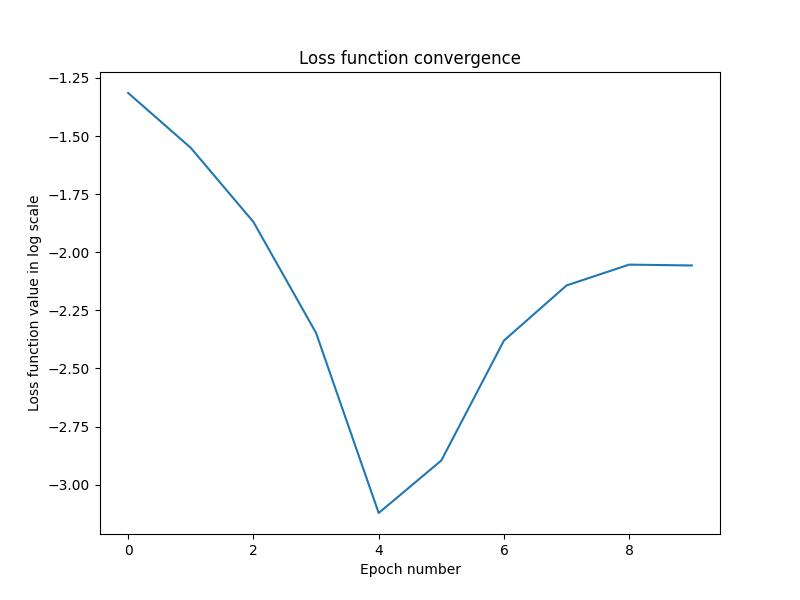 Loss function convergence
−1.25
−1.50
−1.75
−2.00
−2.25
−2.50
−2.75
−3.00
Loss function value in log scale
0 2 4 6 8
Epoch number